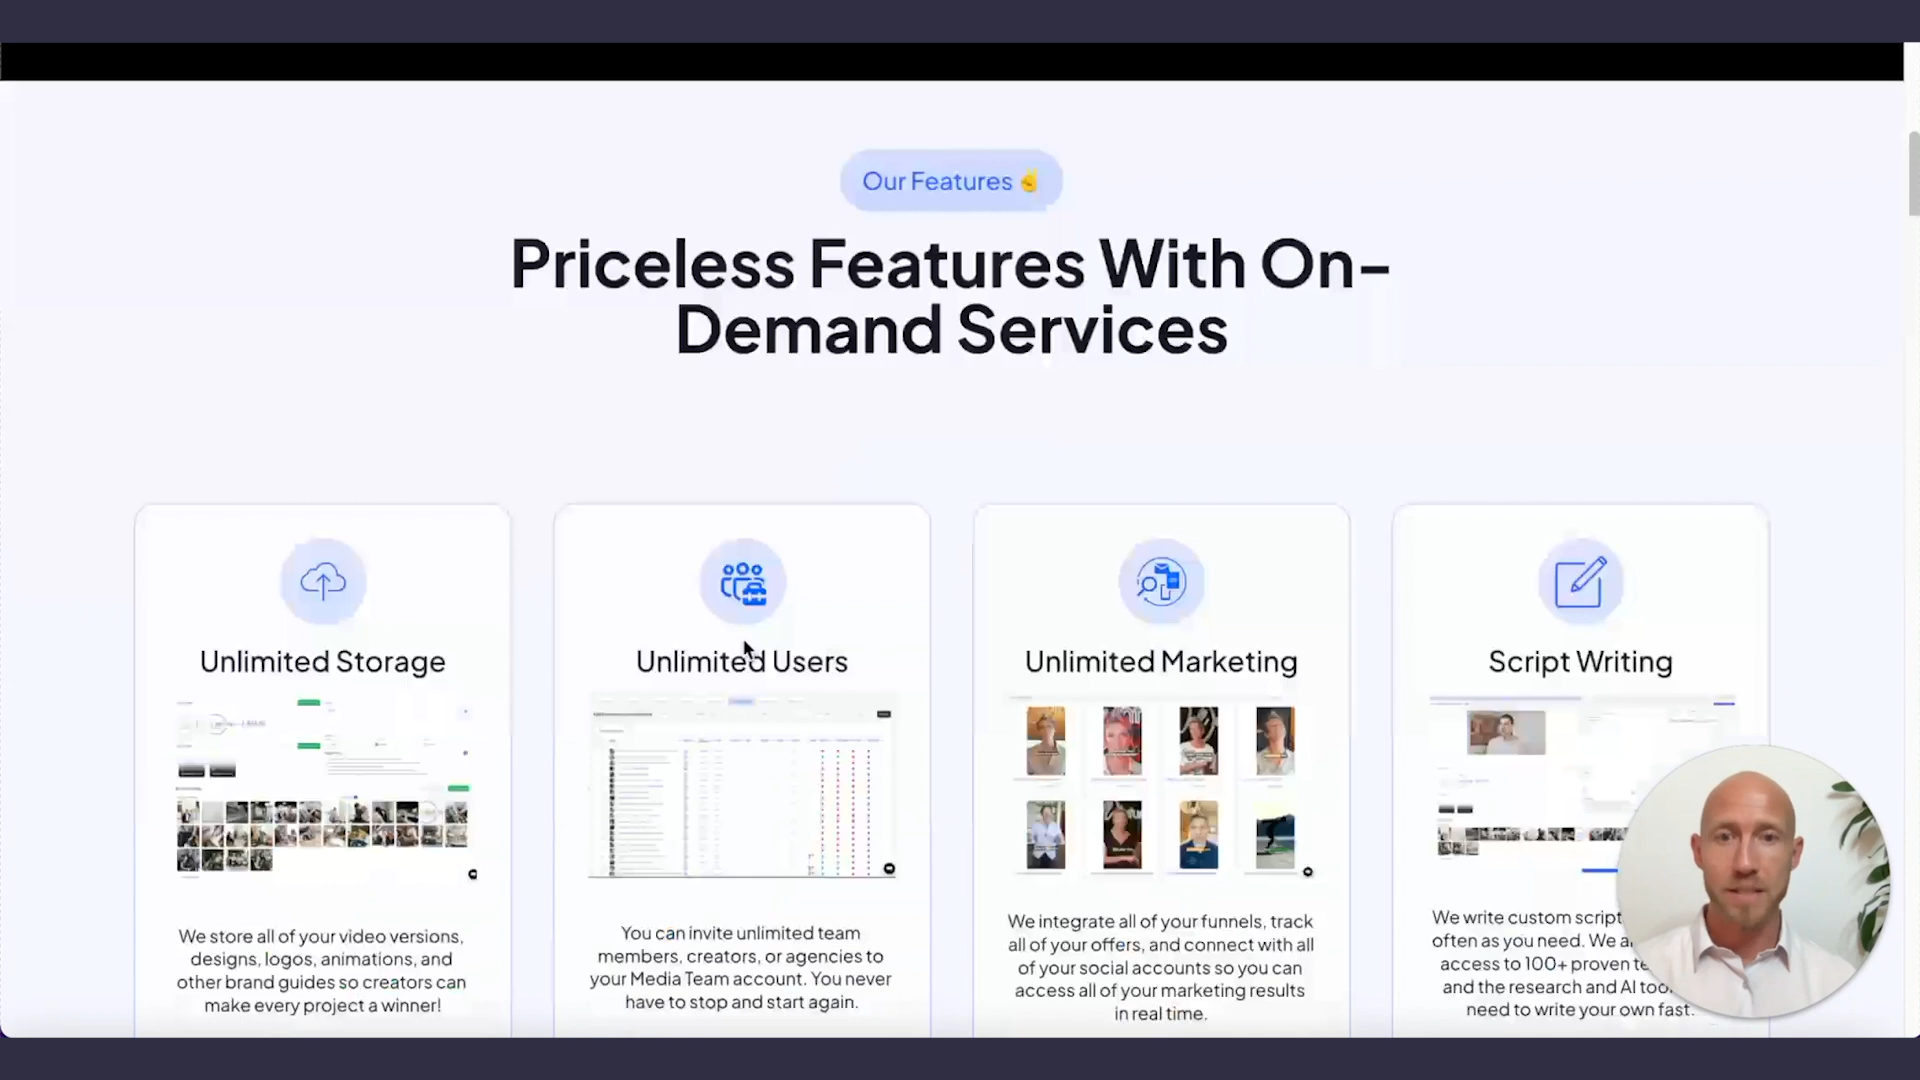 Our Features
Priceless Features With On-
Demand Services
Unlimited Storage
We store all of your video versions,
designs, logos, animations, and
other brand guides so creators can
make every project a winner!
Unlimited Users
You can invite unlimited team
members, creators, or agencies to
your Media Team account. You never
have to stop and start again.
Unlimited Marketing
We integrate all of your funnels, track
all of your offers, and connect with all
of your social accounts so you can
access all of your marketing results
in real time.
Script Writing
We write custom script
often as you need. We
access to 100+ proven
and the research and AI
need to write your own fast.